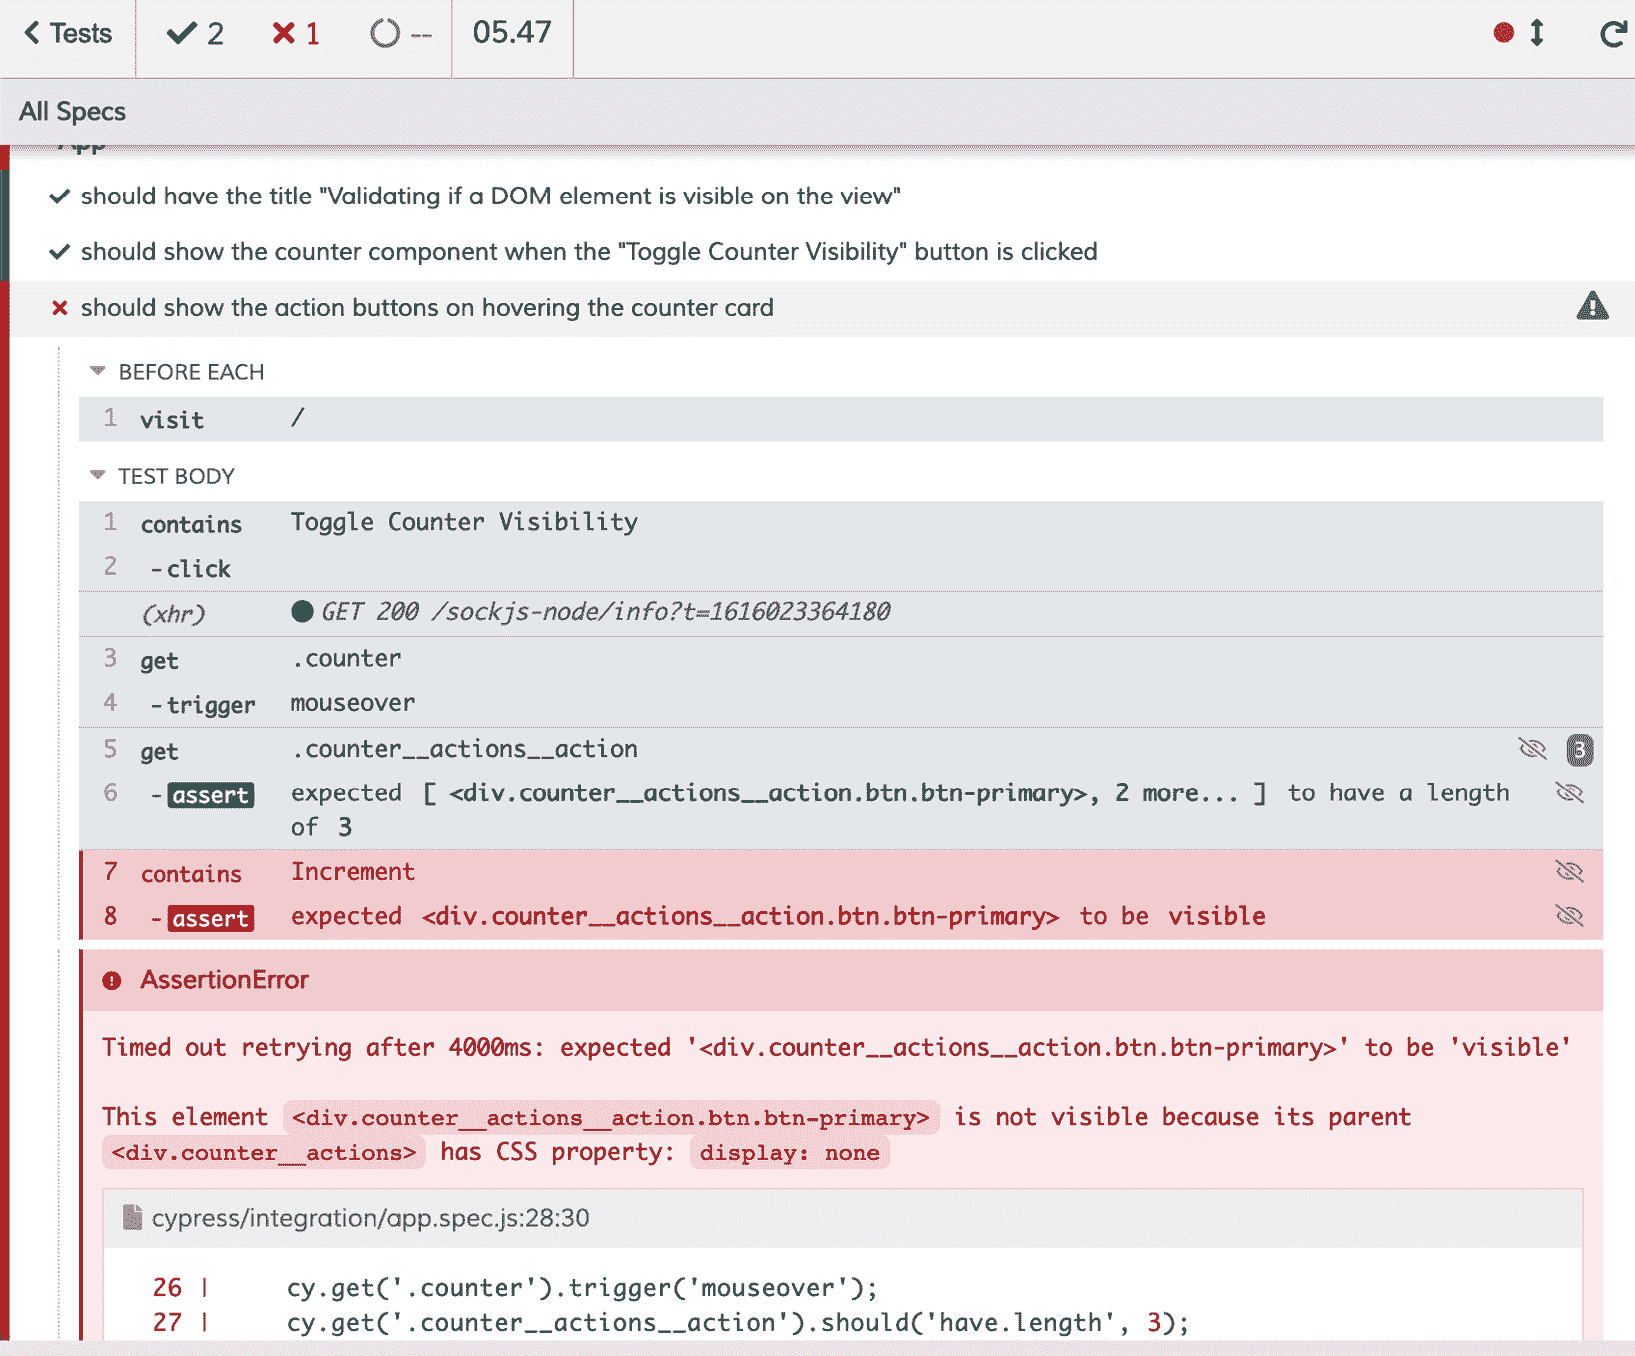 Tests 2 1 -- 05.47
All Specs
App
should have the title "Validating if a DOM element is visible on the view"
should show the counter component when the "Toggle Counter Visibility" button is clicked
should show the action buttons on hovering the counter card
BEFORE EACH
1 visit /
TEST BODY
1 contains Toggle Counter Visibility
2 -click
(xhr) GET 200 /sockjs-node/info?t=1616023364180
3 get .counter
4 -trigger mouseover
5 get .counter__actions__action 3
6 -assert expected [ <div.counter__actions__action.btn.btn-primary>, 2 more... ] to have a length
of 3
7 contains Increment
8 -assert expected <div.counter__actions__action.btn.btn-primary> to be visible
AssertionError
Timed out retrying after 4000ms: expected '<div.counter__actions__action.btn.btn-primary>' to be 'visible'
This element <div.counter__actions__action.btn.btn-primary> is not visible because its parent
<div.counter__actions> has CSS property: display: none
cypress/integration/app.spec.js:28:30
26 | cy.get('.counter').trigger('mouseover');
27 | cy.get('.counter__actions__action').should('have.length', 3);